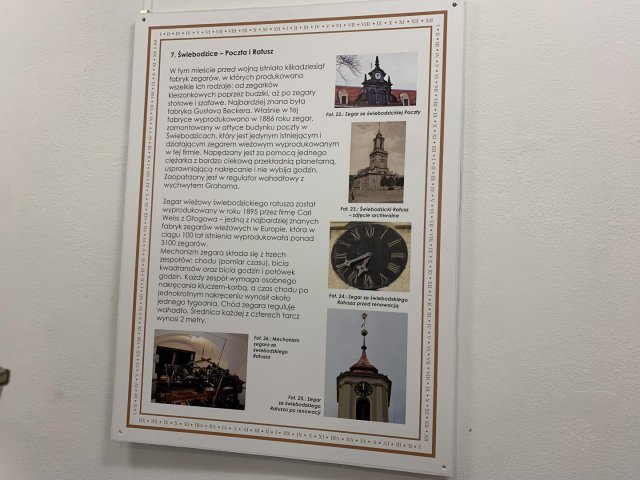 7. Świebodzice – Poczta i Ratusz
W tym mieście przed wojną istniało kilkadziesiąt
fabryk zegarów, w których produkowano
wszelkie ich rodzaje: od zegarków
kieszonkowych poprzez budziki, aż po zegary
stołowe i szafowe. Najbardziej znana była
fabryka Gustava Beckera. Właśnie w tej
fabryce wyprodukowano w 1886 roku zegar,
zamontowany w attyce budynku poczty w
Świebodzicach, który jest jedynym istniejącym i
działającym zegarem wieżowym wyprodukowanym
w tej firmie. Napędzany jest za pomocą jednego
ciężarka z bardzo ciekawą przekładnią planetarną,
usprawniającą nakręcanie i nie wybija godzin.
Zaopatrzony jest w regulator wahadłowy z
wychwytem Grahama.
Zegar wieżowy świebodzickiego ratusza został
wyprodukowany w roku 1895 przez firmę Carl
Weiss z Głogowa – jedną z najbardziej znanych
fabryk zegarów wieżowych w Europie, która w
ciągu 100 lat istnienia wyprodukowała ponad
3100 zegarów.
Mechanizm zegara składa się z trzech
zespołów: chodu (pomiar czasu), bicia
kwadransów oraz bicia godzin i połówek
godzin. Każdy zespół wymaga osobnego
nakręcania kluczem-korbą, a czas chodu po
jednokrotnym nakręceniu wynosił około
jednego tygodnia. Chód zegara reguluje
wahadło. Średnica każdej z czterech tarcz
wynosi 2 metry.
Fot. 22.: Zegar ze świebodzickiej Poczty
Fot. 23.: Świebodzicki Ratusz
– zdjęcie archiwalne
Fot. 24.: Zegar ze świebodzkiego
Ratusza przed renowacją
Fot. 26.: Mechanizm
zegara ze
świebodzkiego
Ratusza
Fot. 25.: Zegar
ze świebodzkiego
Ratusza po renowacji